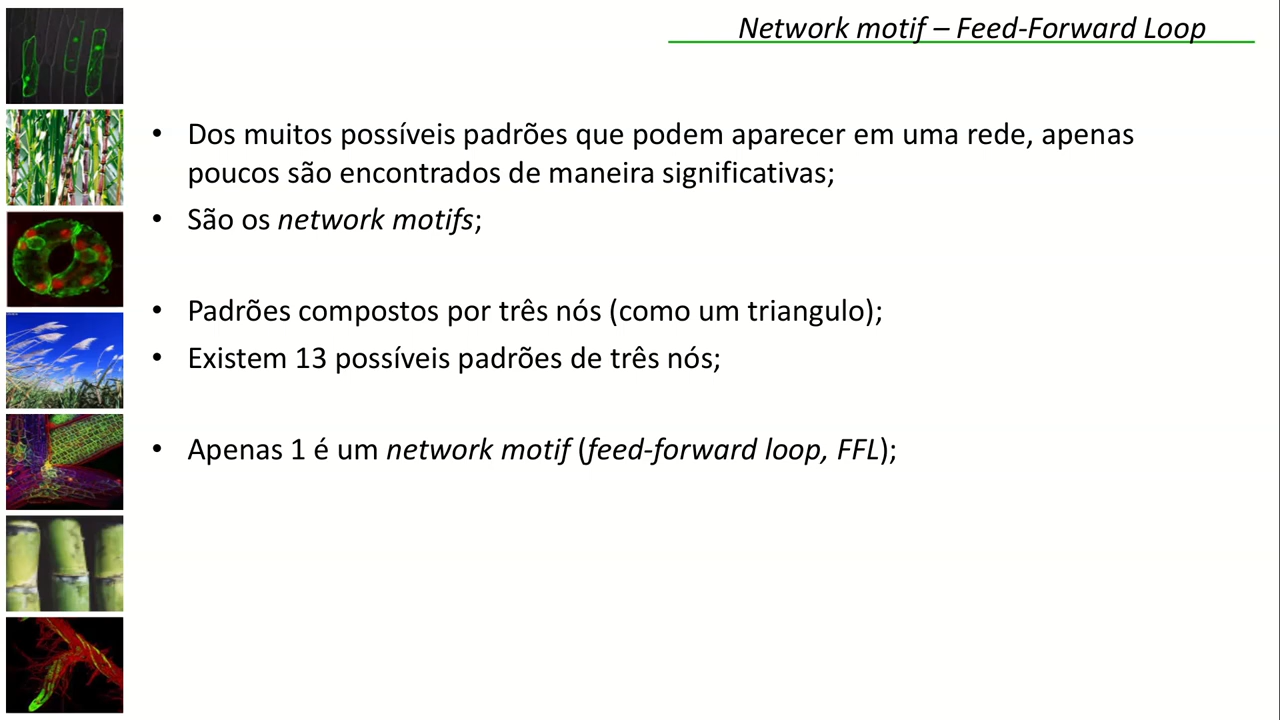 Network motif – Feed-Forward Loop
• Dos muitos possíveis padrões que podem aparecer em uma rede, apenas
poucos são encontrados de maneira significativas;
• São os network motifs;
• Padrões compostos por três nós (como um triangulo);
• Existem 13 possíveis padrões de três nós;
• Apenas 1 é um network motif (feed-forward loop, FFL);